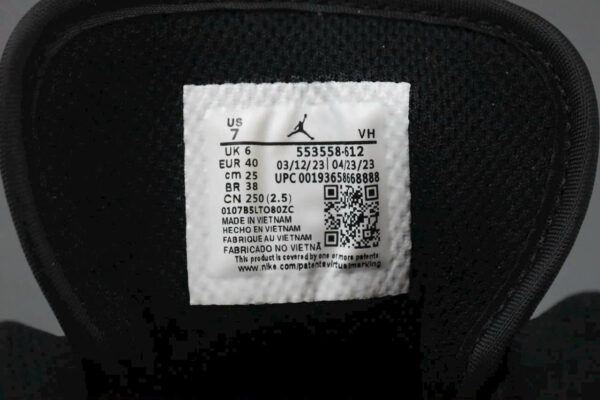 US
7 VH
UK 6 553558-612
EUR 40 03/12/23 04/23/23
cm 25 UPC 00193658668888
BR 38
CN 250 (2.5)
0107B5LTO80ZC
MADE IN VIETNAM
HECHO EN VIETNAM
FABRIQUE AU VIETNAM
FABRICADO NO VIETNÃ
This product is covered by one or more patents
www.nike.com/patents